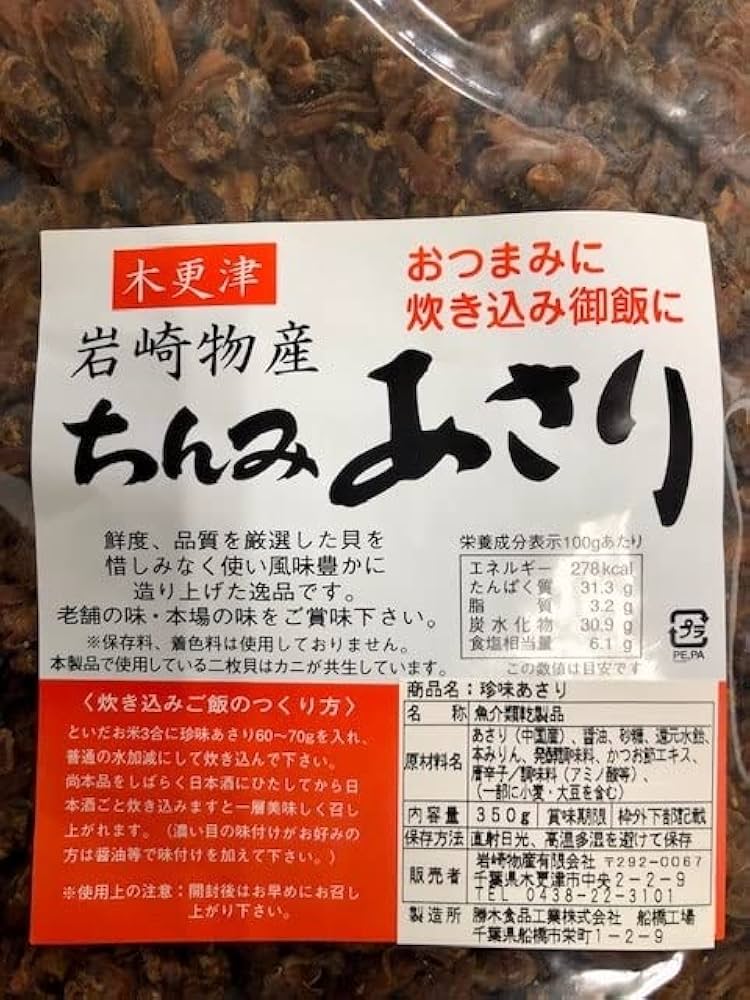 木更津
岩崎物産
おつまみに
炊き込み御飯に
ちんみあさり
鮮度、品質を厳選した貝を
惜しみなく使い風味豊かに
造り上げた逸品です。
老舗の味・本場の味をご賞味下さい。
※保存料、着色料は使用しておりません。
本製品で使用している二枚貝はカニが共生しています。
栄養成分表示100gあたり
エネルギー 278kcal
たんぱく質 31.3 g
脂質 3.2 g
炭水化物 30.9 g
食塩相当量 6.1 g
この数値は目安です
プラ
PE,PA
〈炊き込みご飯のつくり方〉
といだお米3合に珍味あさり60〜70gを入れ、
普通の水加減にして炊き込んで下さい。
尚本品をしばらく日本酒にひたしてから日
本酒ごと炊き込みますと一層美味しく召し
上がれます。（濃い目の味付けがお好みの
方は醤油等で味付けを加えて下さい。）
※使用上の注意：開封後はお早めにお召し
上がり下さい。
商品名：珍味あさり
名称 魚介類乾製品
原材料名 あさり（中国産）、醤油、砂糖、還元水飴、
本みりん、発酵調味料、かつお節エキス、
唐辛子／調味料（アミノ酸等）、
（一部に小麦・大豆を含む）
内容量 350g 賞味期限 枠外下部記載
保存方法 直射日光、高温多湿を避けて保存
販売者 岩崎物産有限会社 〒292-0067
千葉県木更津市中央2-2-9
TEL 0438-22-3101
製造所 勝木食品工業株式会社 船橋工場
千葉県船橋市栄町1-2-9